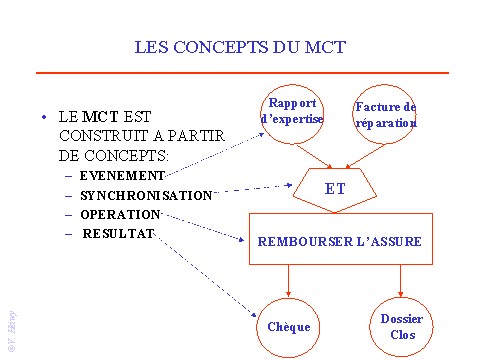 LES CONCEPTS DU MCT
• LE MCT EST
CONSTRUIT A PARTIR
DE CONCEPTS:
– EVENEMENT
– SYNCHRONISATION
– OPERATION
– RESULTAT
Rapport
d'expertise
Facture de
réparation
ET
REMBOURSER L'ASSURE
Chèque
Dossier
Clos